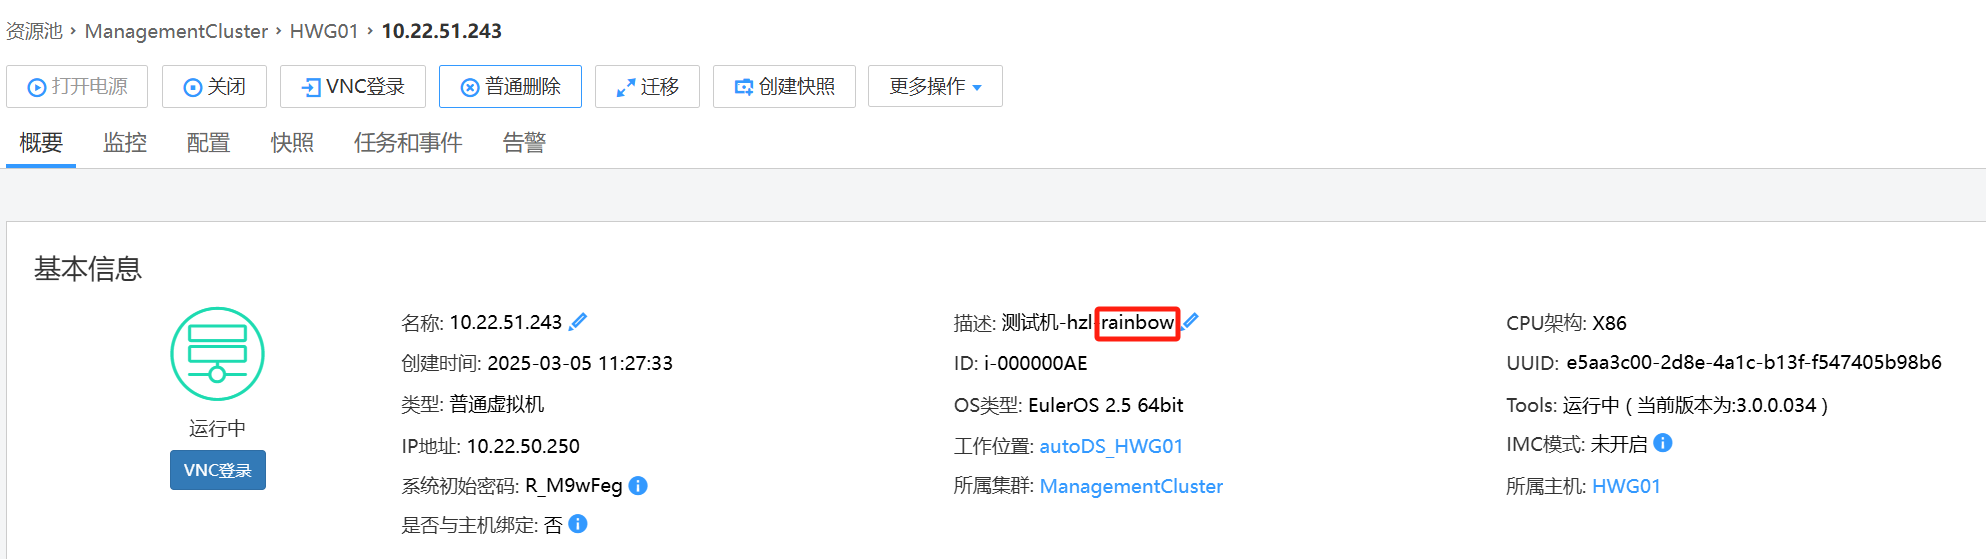 资源池 › ManagementCluster › HWG01 › 10.22.51.243
打开电源 关闭 VNC登录 普通删除 迁移 创建快照 更多操作
概要 监控 配置 快照 任务和事件 告警
基本信息
运行中
VNC登录
名称: 10.22.51.243
创建时间: 2025-03-05 11:27:33
类型: 普通虚拟机
IP地址: 10.22.50.250
系统初始密码: R_M9wFeg
是否与主机绑定: 否
描述: 测试机-hzl-rainbow
ID: i-000000AE
OS类型: EulerOS 2.5 64bit
工作位置: autoDS_HWG01
所属集群: ManagementCluster
CPU架构: X86
UUID: e5aa3c00-2d8e-4a1c-b13f-f547405b98b6
Tools: 运行中 ( 当前版本为:3.0.0.034 )
IMC模式: 未开启
所属主机: HWG01